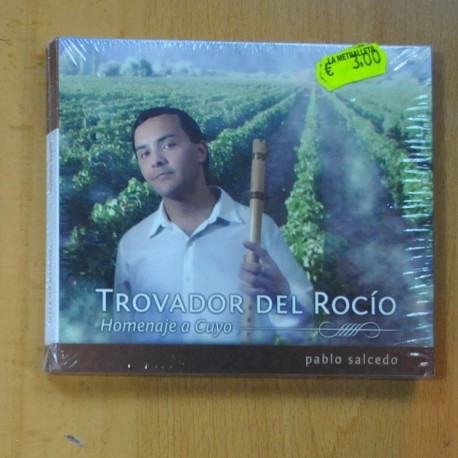 LA METRALLETA
€ 3.00
TROVADOR DEL ROCÍO
Homenaje a Cuyo
pablo salcedo